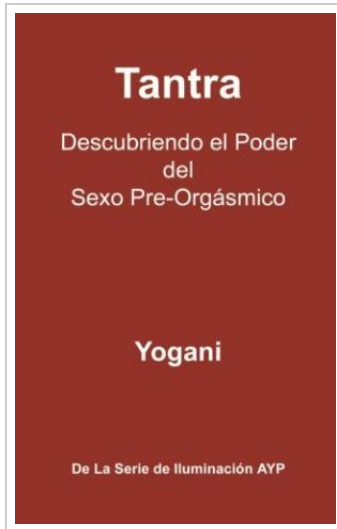 Tantra
Descubriendo el Poder
del
Sexo Pre-Orgásmico
Yogani
De La Serie de Iluminación AYP